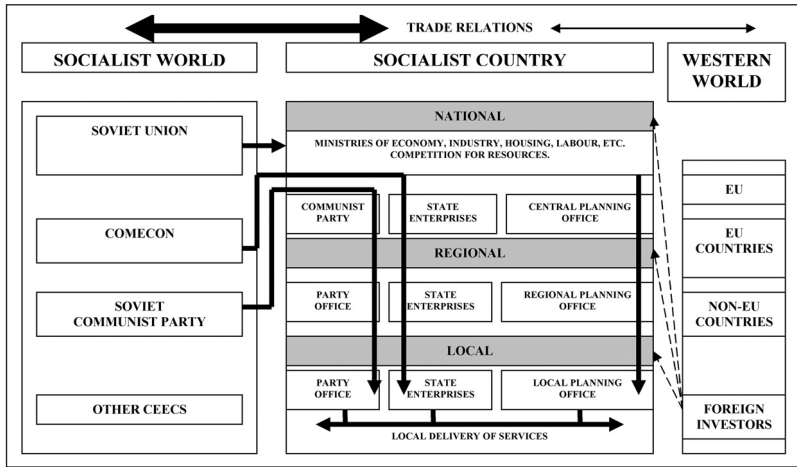 TRADE RELATIONS
SOCIALIST WORLD
SOCIALIST COUNTRY
WESTERN
WORLD
SOVIET UNION
COMECON
SOVIET
COMMUNIST PARTY
OTHER CEECS
NATIONAL
MINISTRIES OF ECONOMY, INDUSTRY, HOUSING, LABOUR, ETC.
COMPETITION FOR RESOURCES.
COMMUNIST
PARTY
STATE
ENTERPRISES
CENTRAL PLANNING
OFFICE
REGIONAL
PARTY
OFFICE
STATE
ENTERPRISES
REGIONAL PLANNING
OFFICE
LOCAL
PARTY
OFFICE
STATE
ENTERPRISES
LOCAL PLANNING
OFFICE
LOCAL DELIVERY OF SERVICES
EU
EU
COUNTRIES
NON-EU
COUNTRIES
FOREIGN
INVESTORS